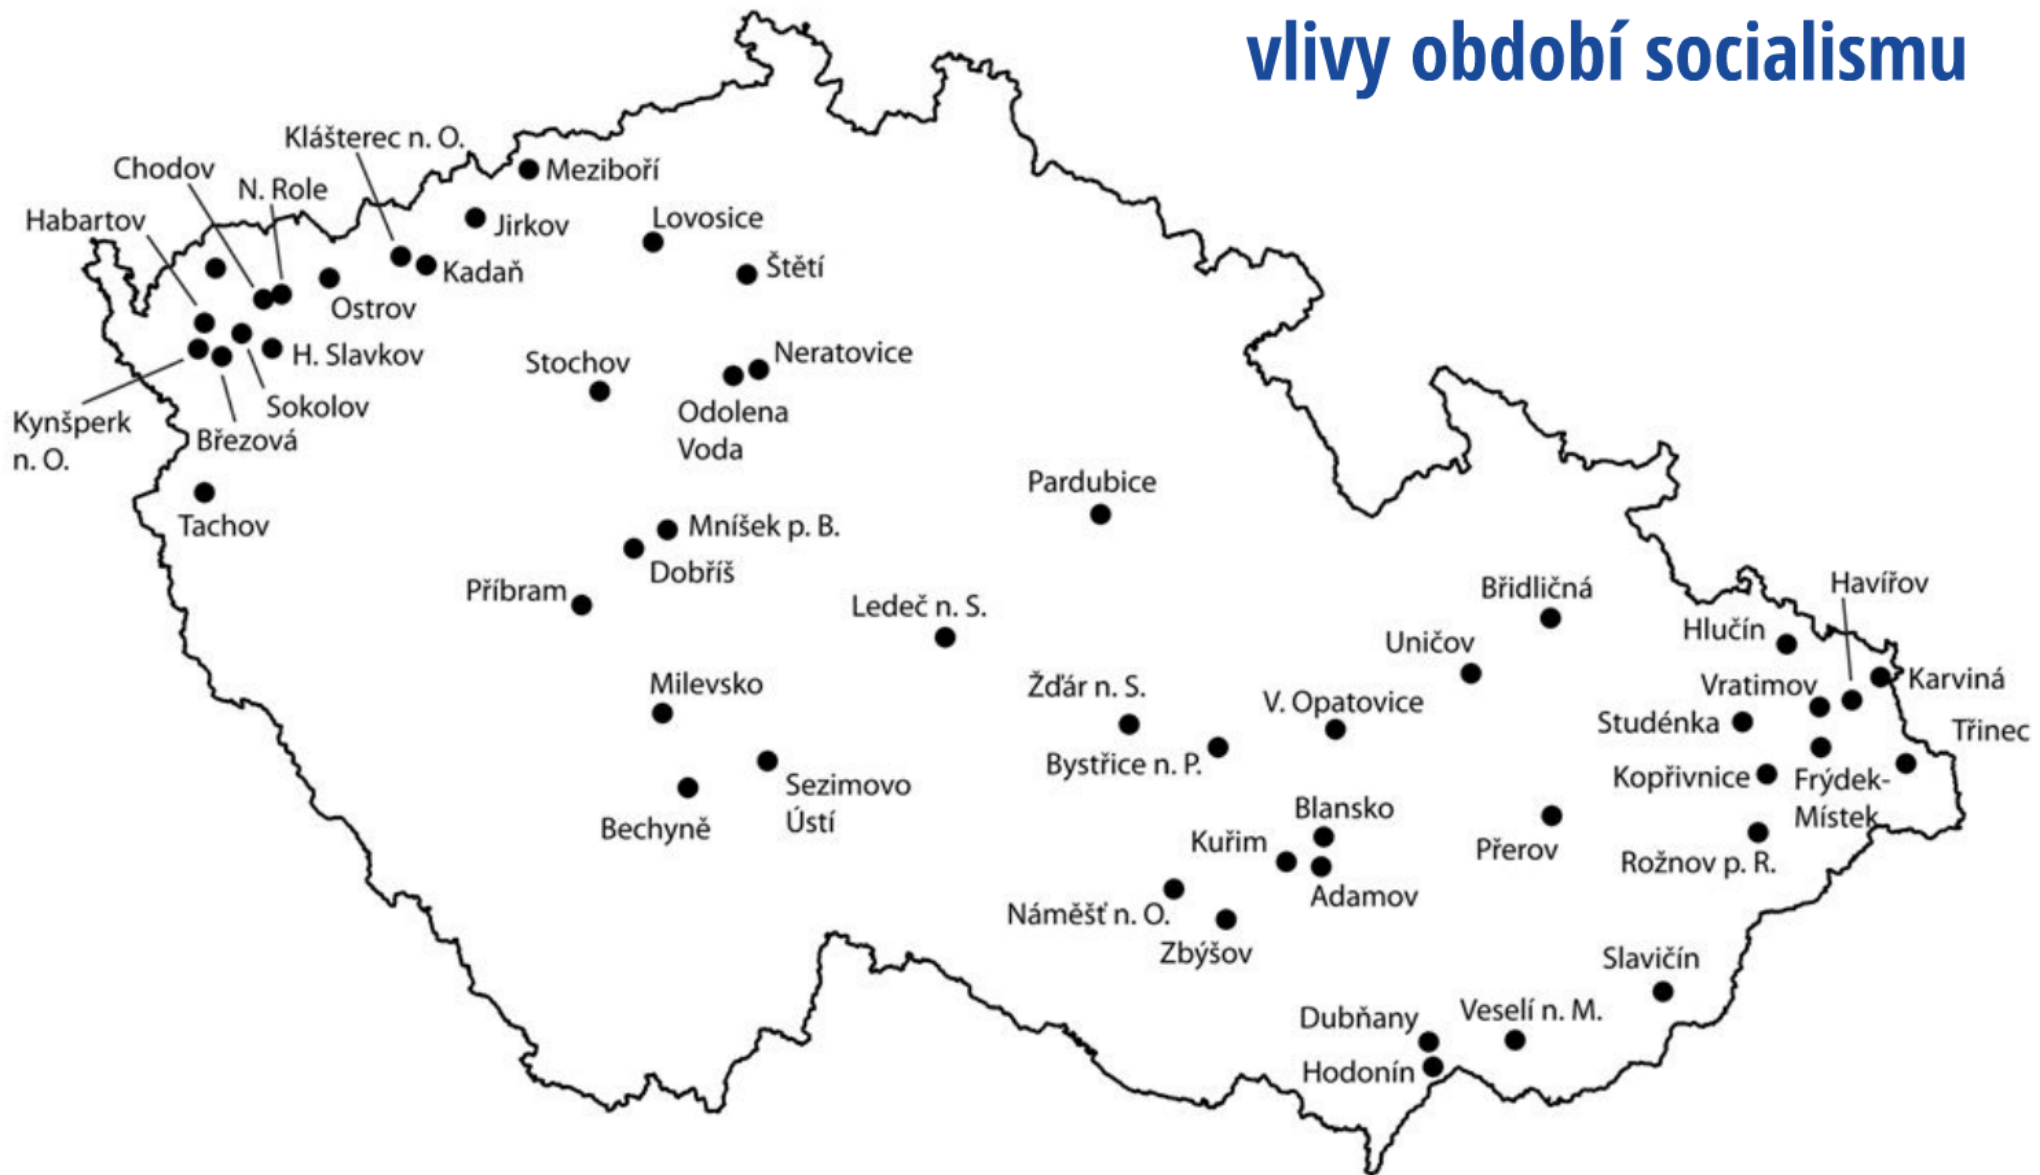 vlivy období socialismu
Klášterec n. O.
Chodov
Meziboří
N. Role
Habartov
Lovosice
Jirkov
Štětí
Kadaň
Ostrov
Neratovice
H. Slavkov
Stochov
Sokolov
Odolena
Voda
Kynšperk
n. O.
Březová
Pardubice
Tachov
Mníšek p. B.
Dobříš
Havířov
Břidličná
Příbram
Ledeč n. S.
Hlučín
Uničov
Karviná
Milevsko
Žďár n. S.
Vratimov
V. Opatovice
Studénka
Třinec
Bystřice n. P.
Kopřivnice
Frýdek-
Místek
Sezimovo
Ústí
Blansko
Bechyně
Kuřim
Přerov
Rožnov p. R.
Adamov
Náměšť n. O.
Zbýšov
Slavičín
Veselí n. M.
Dubňany
Hodonín